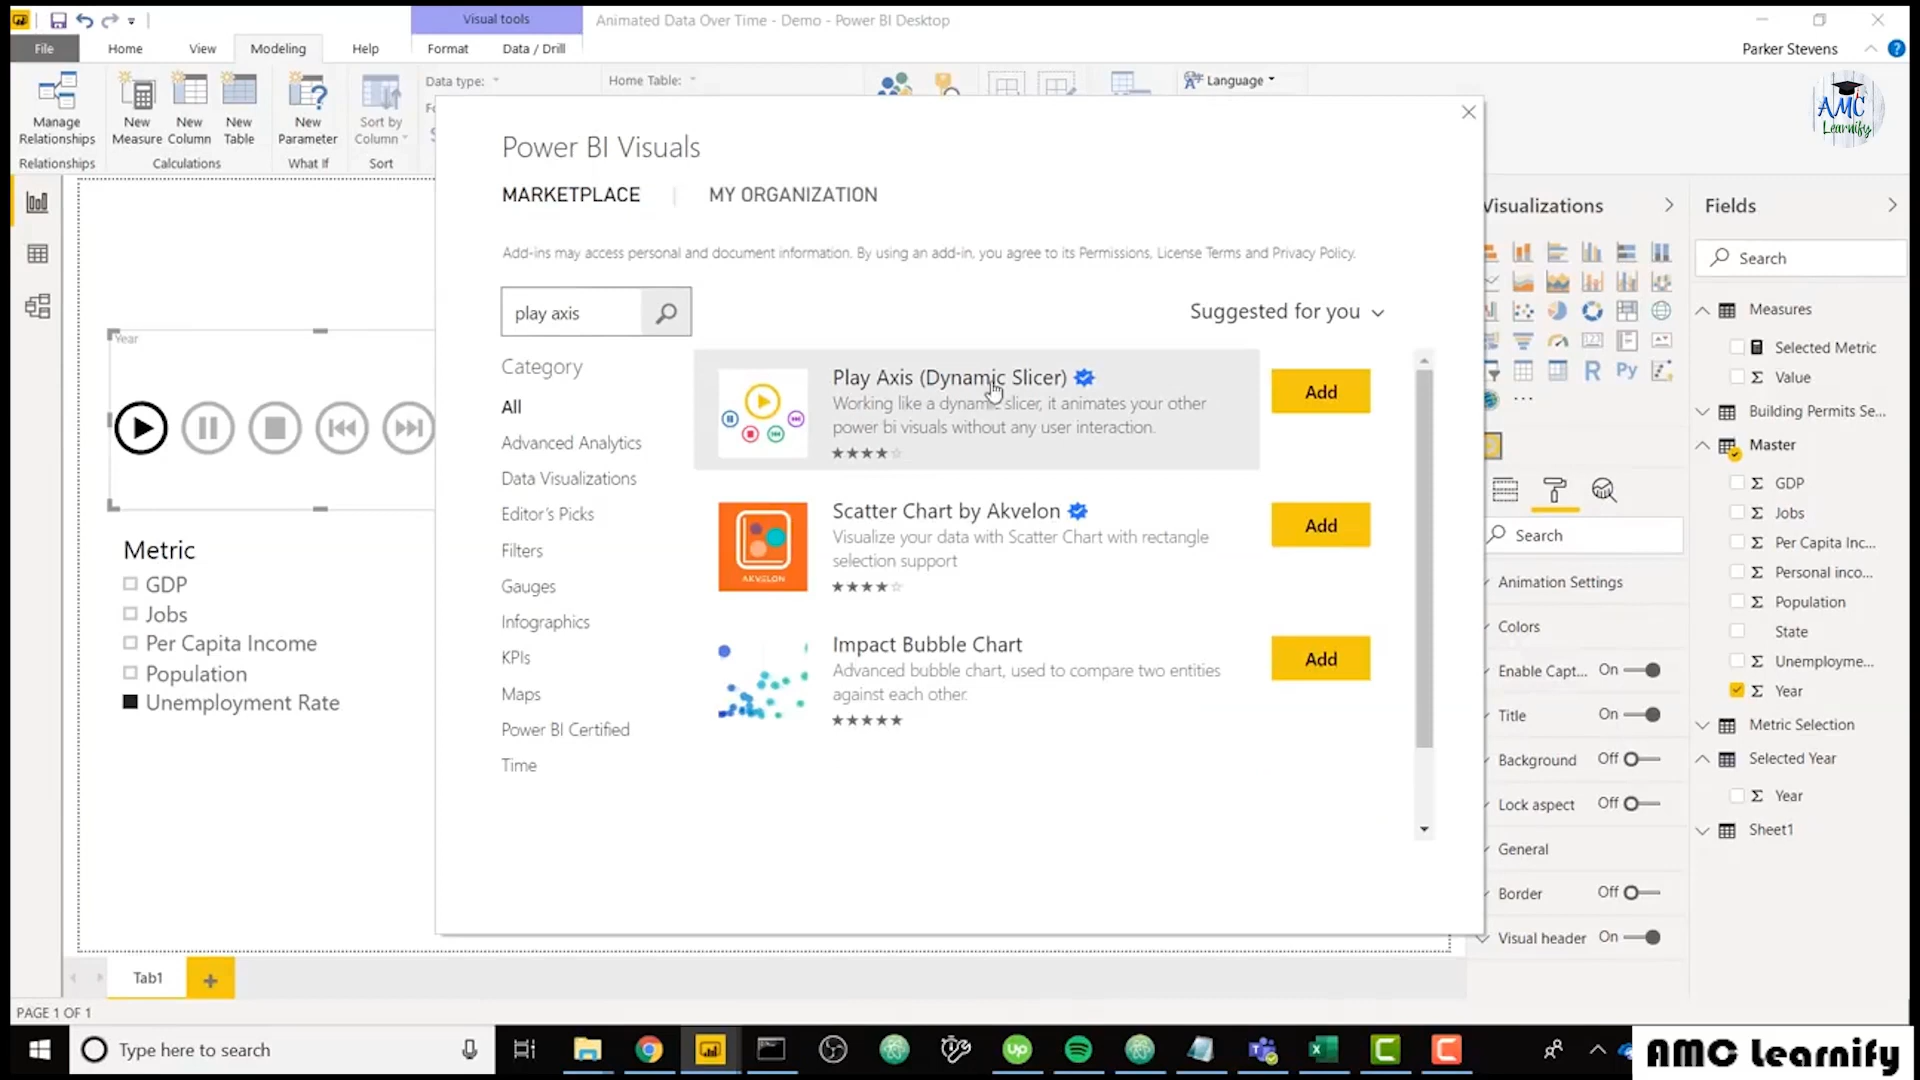 Visual tools
Animated Data Over Time - Demo - Power BI Desktop
File
Home
View
Modeling
Help
Format
Data / Drill
Parker Stevens
Manage Relationships
New Measure
New Column
New Table
New Parameter
Sort by Column
Data type:
Home Table:
Language
Relationships
Calculations
What If
Sort
AMC
Learnify
Power BI Visuals
MARKETPLACE | MY ORGANIZATION
Add-ins may access personal and document information. By using an add-in, you agree to its Permissions, License Terms and Privacy Policy.
play axis
Suggested for you
Category
All
Advanced Analytics
Data Visualizations
Editor's Picks
Filters
Gauges
Infographics
KPIs
Maps
Power BI Certified
Time
Play Axis (Dynamic Slicer)
Working like a dynamic slicer, it animates your other
power bi visuals without any user interaction.
Add
AKVELON
Scatter Chart by Akvelon
Visualize your data with Scatter Chart with rectangle
selection support
Add
Impact Bubble Chart
Advanced bubble chart, used to compare two entities
against each other.
Add
Year
Metric
GDP
Jobs
Per Capita Income
Population
Unemployment Rate
Visualizations
R
Py
Search
Animation Settings
Colors
Enable Capt... On
Title On
Background Off
Lock aspect Off
General
Border Off
Visual header On
Fields
Search
Measures
Selected Metric
Value
Building Permits Se...
Master
GDP
Jobs
Per Capita Inc...
Personal inco...
Population
State
Unemployme...
Year
Metric Selection
Selected Year
Year
Sheet1
Tab1
PAGE 1 OF 1
Type here to search
AMC Learnify